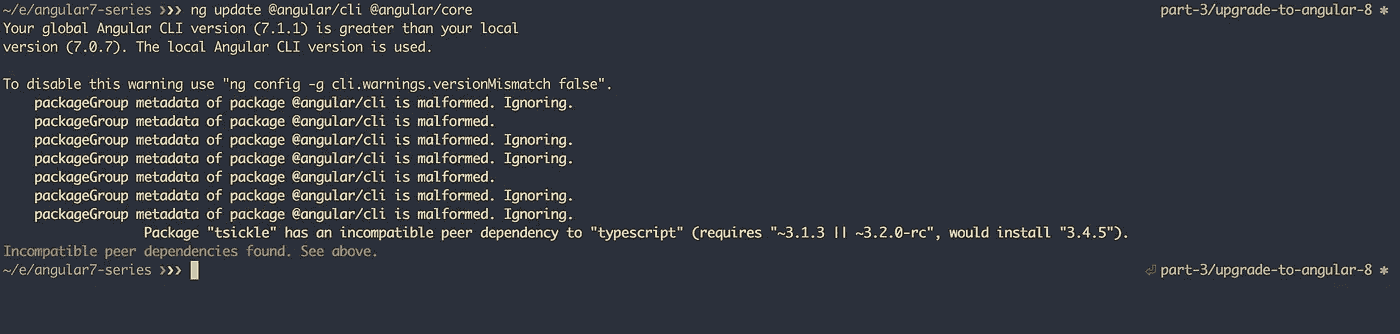 ~/e/angular7-series ❯❯❯ ng update @angular/cli @angular/core part-3/upgrade-to-angular-8 ✱
Your global Angular CLI version (7.1.1) is greater than your local
version (7.0.7). The local Angular CLI version is used.
To disable this warning use "ng config -g cli.warnings.versionMismatch false".
packageGroup metadata of package @angular/cli is malformed. Ignoring.
packageGroup metadata of package @angular/cli is malformed.
packageGroup metadata of package @angular/cli is malformed. Ignoring.
packageGroup metadata of package @angular/cli is malformed. Ignoring.
packageGroup metadata of package @angular/cli is malformed.
packageGroup metadata of package @angular/cli is malformed. Ignoring.
packageGroup metadata of package @angular/cli is malformed. Ignoring.
Package "tsickle" has an incompatible peer dependency to "typescript" (requires "~3.1.3 || ~3.2.0-rc", would install "3.4.5").
Incompatible peer dependencies found. See above.
~/e/angular7-series ❯❯❯ ⏎ part-3/upgrade-to-angular-8 ✱